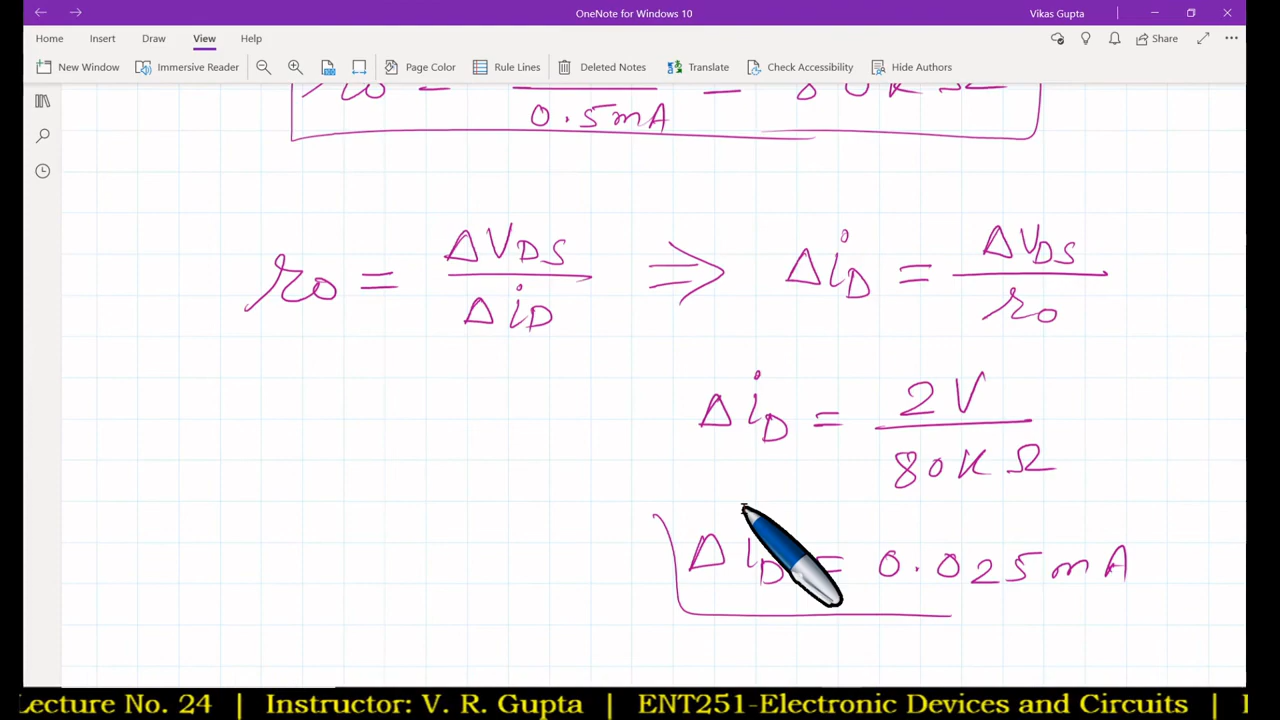 OneNote for Windows 10
Vikas Gupta
Home Insert Draw View Help
Share
New Window Immersive Reader Page Color Rule Lines Deleted Notes Translate Check Accessibility Hide Authors
0.5mA
ro = ΔVDS / ΔiD ⇒ ΔiD = ΔVDS / ro
ΔiD = 2V / 80KΩ
ΔiD = 0.025mA
Lecture No. 24 | Instructor: V. R. Gupta | ENT251-Electronic Devices and Circuits |